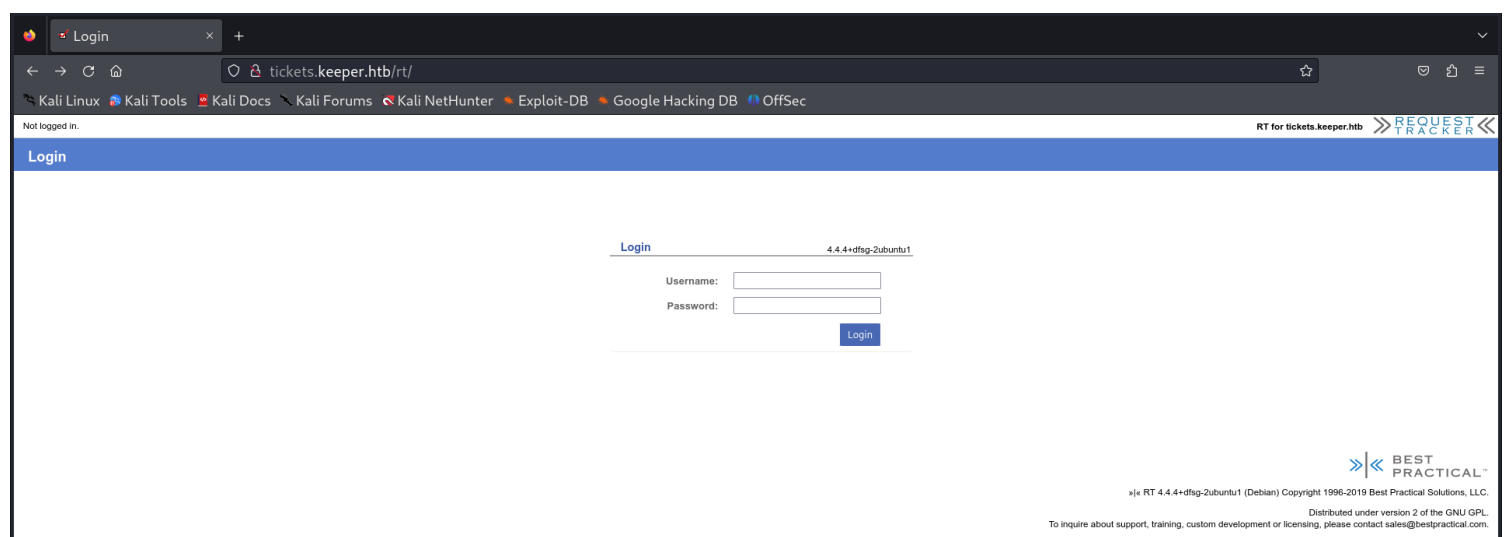 Login
tickets.keeper.htb/rt/
Kali Linux Kali Tools Kali Docs Kali Forums Kali NetHunter Exploit-DB Google Hacking DB OffSec
Not logged in.
RT for tickets.keeper.htb REQUEST TRACKER
Login
Login 4.4.4+dfsg-2ubuntu1
Username:
Password:
Login
BEST
PRACTICAL™
»|« RT 4.4.4+dfsg-2ubuntu1 (Debian) Copyright 1996-2019 Best Practical Solutions, LLC.
Distributed under version 2 of the GNU GPL.
To inquire about support, training, custom development or licensing, please contact sales@bestpractical.com.